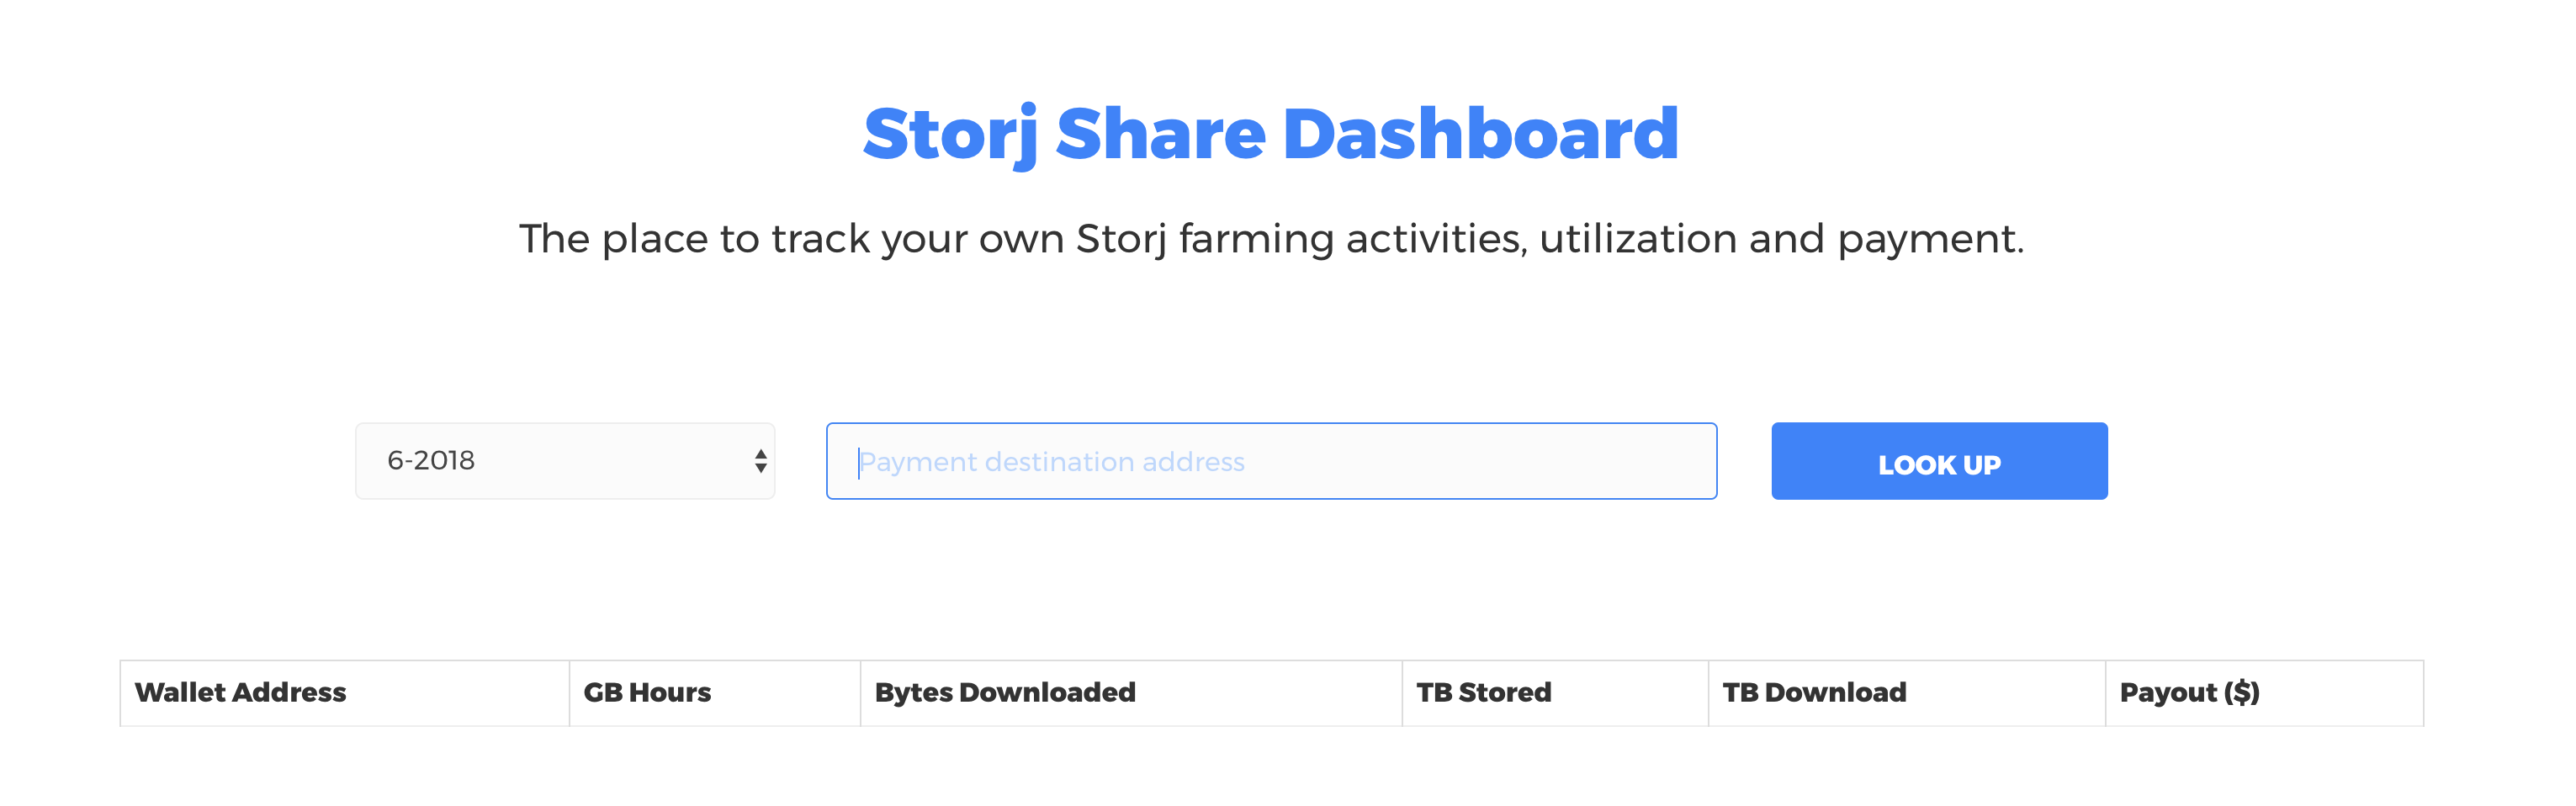 Storj Share Dashboard
The place to track your own Storj farming activities, utilization and payment.
6-2018
Payment destination address
LOOK UP
Wallet Address GB Hours Bytes Downloaded TB Stored TB Download Payout ($)